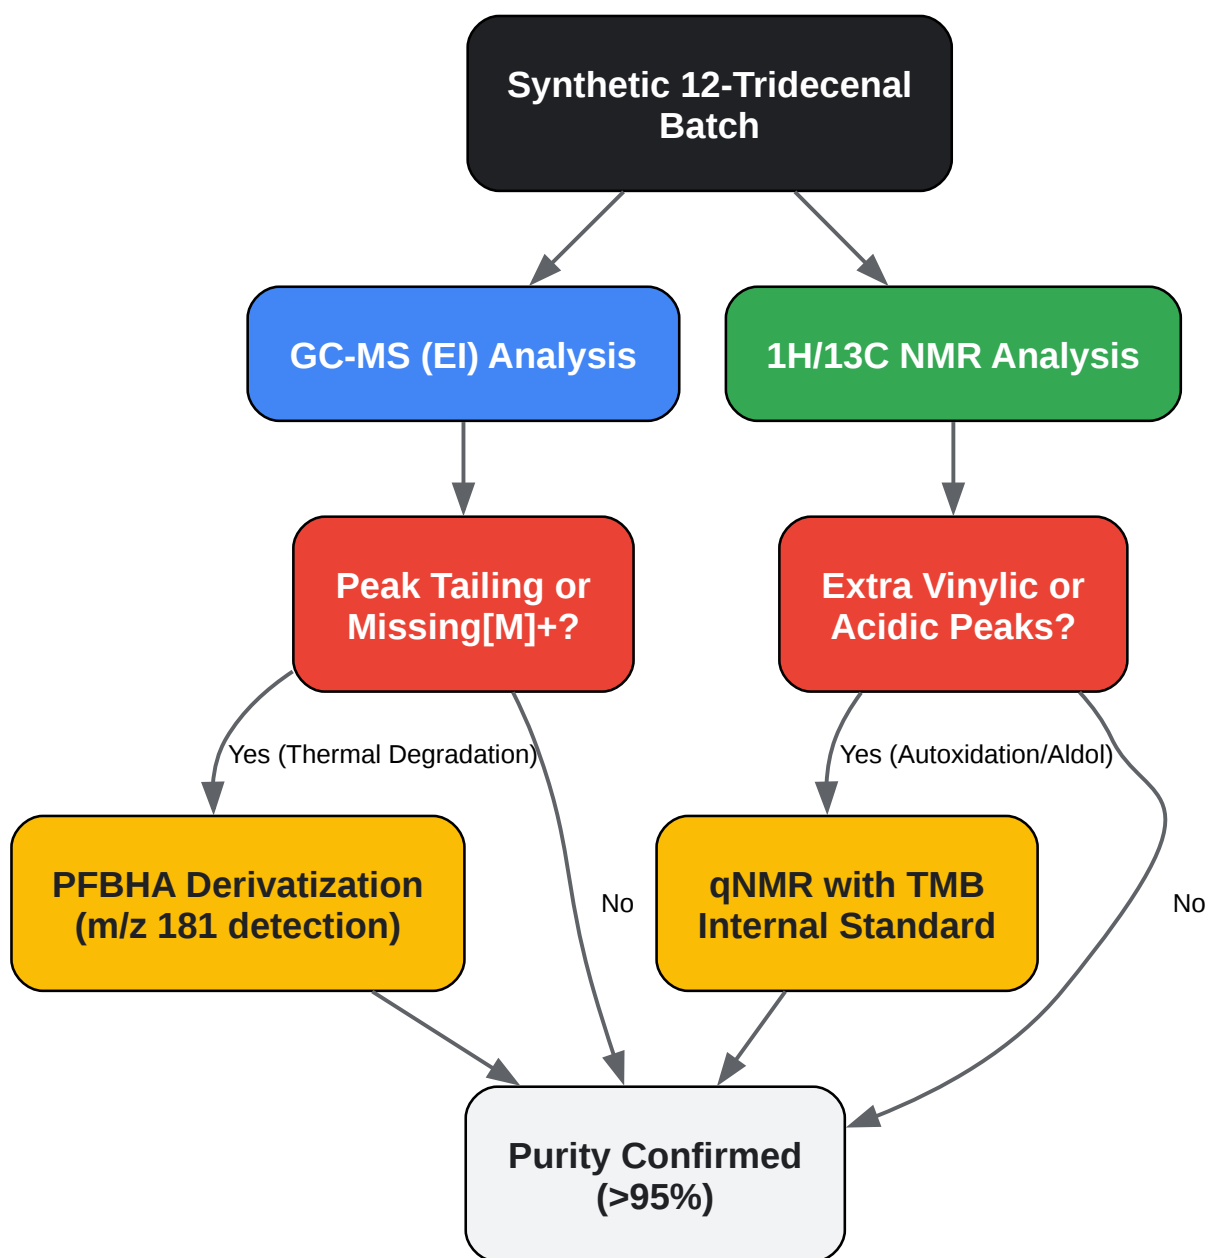 Synthetic 12-Tridecenal
Batch
GC-MS (EI) Analysis
1H/13C NMR Analysis
Peak Tailing or
Missing[M]+?
Extra Vinylic or
Acidic Peaks?
Yes (Thermal Degradation)
Yes (Autoxidation/Aldol)
PFBHA Derivatization
(m/z 181 detection)
No
qNMR with TMB
Internal Standard
No
Purity Confirmed
(>95%)